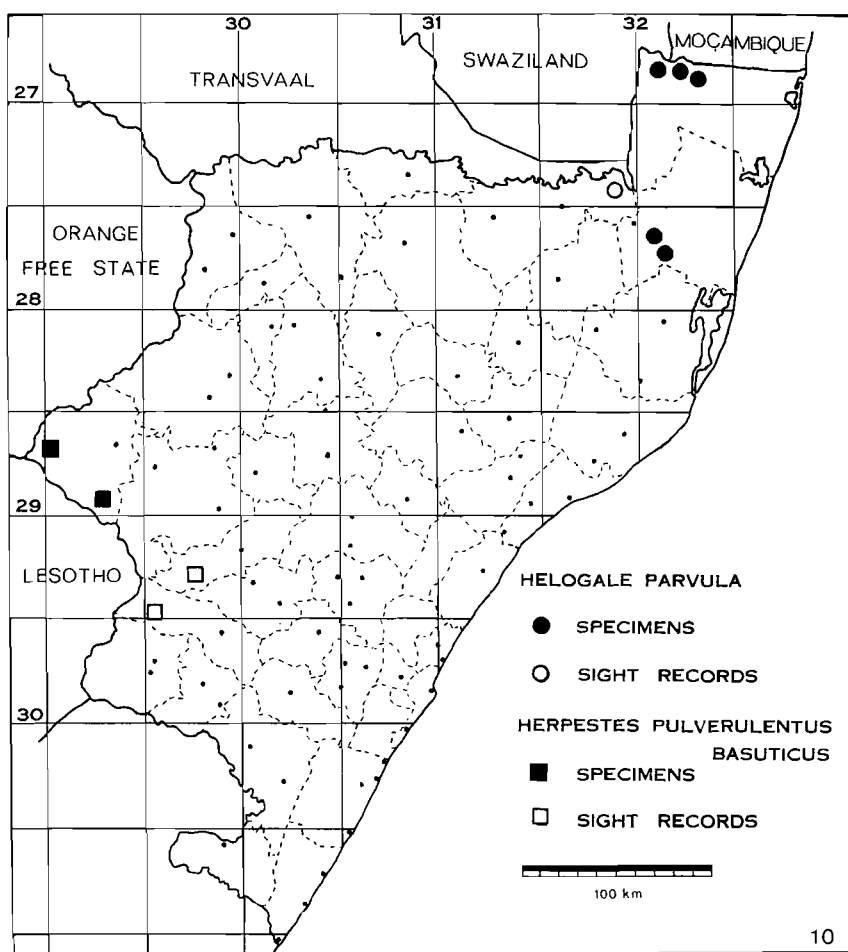 30 31 32
MOÇAMBIQUE
SWAZILAND
TRANSVAAL
27
ORANGE
FREE STATE
28
29
LESOTHO
30
HELOGALE PARVULA
SPECIMENS
SIGHT RECORDS
HERPESTES PULVERULENTUS
BASUTICUS
SPECIMENS
SIGHT RECORDS
100 km
10